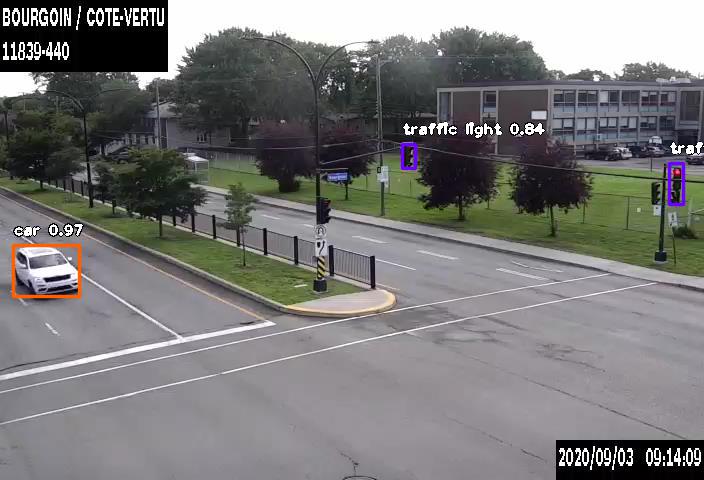 BOURGOIN / COTE-VERTU
11839-440
traffic light 0.84
traf
car 0.97
2020/09/03 09:14:09